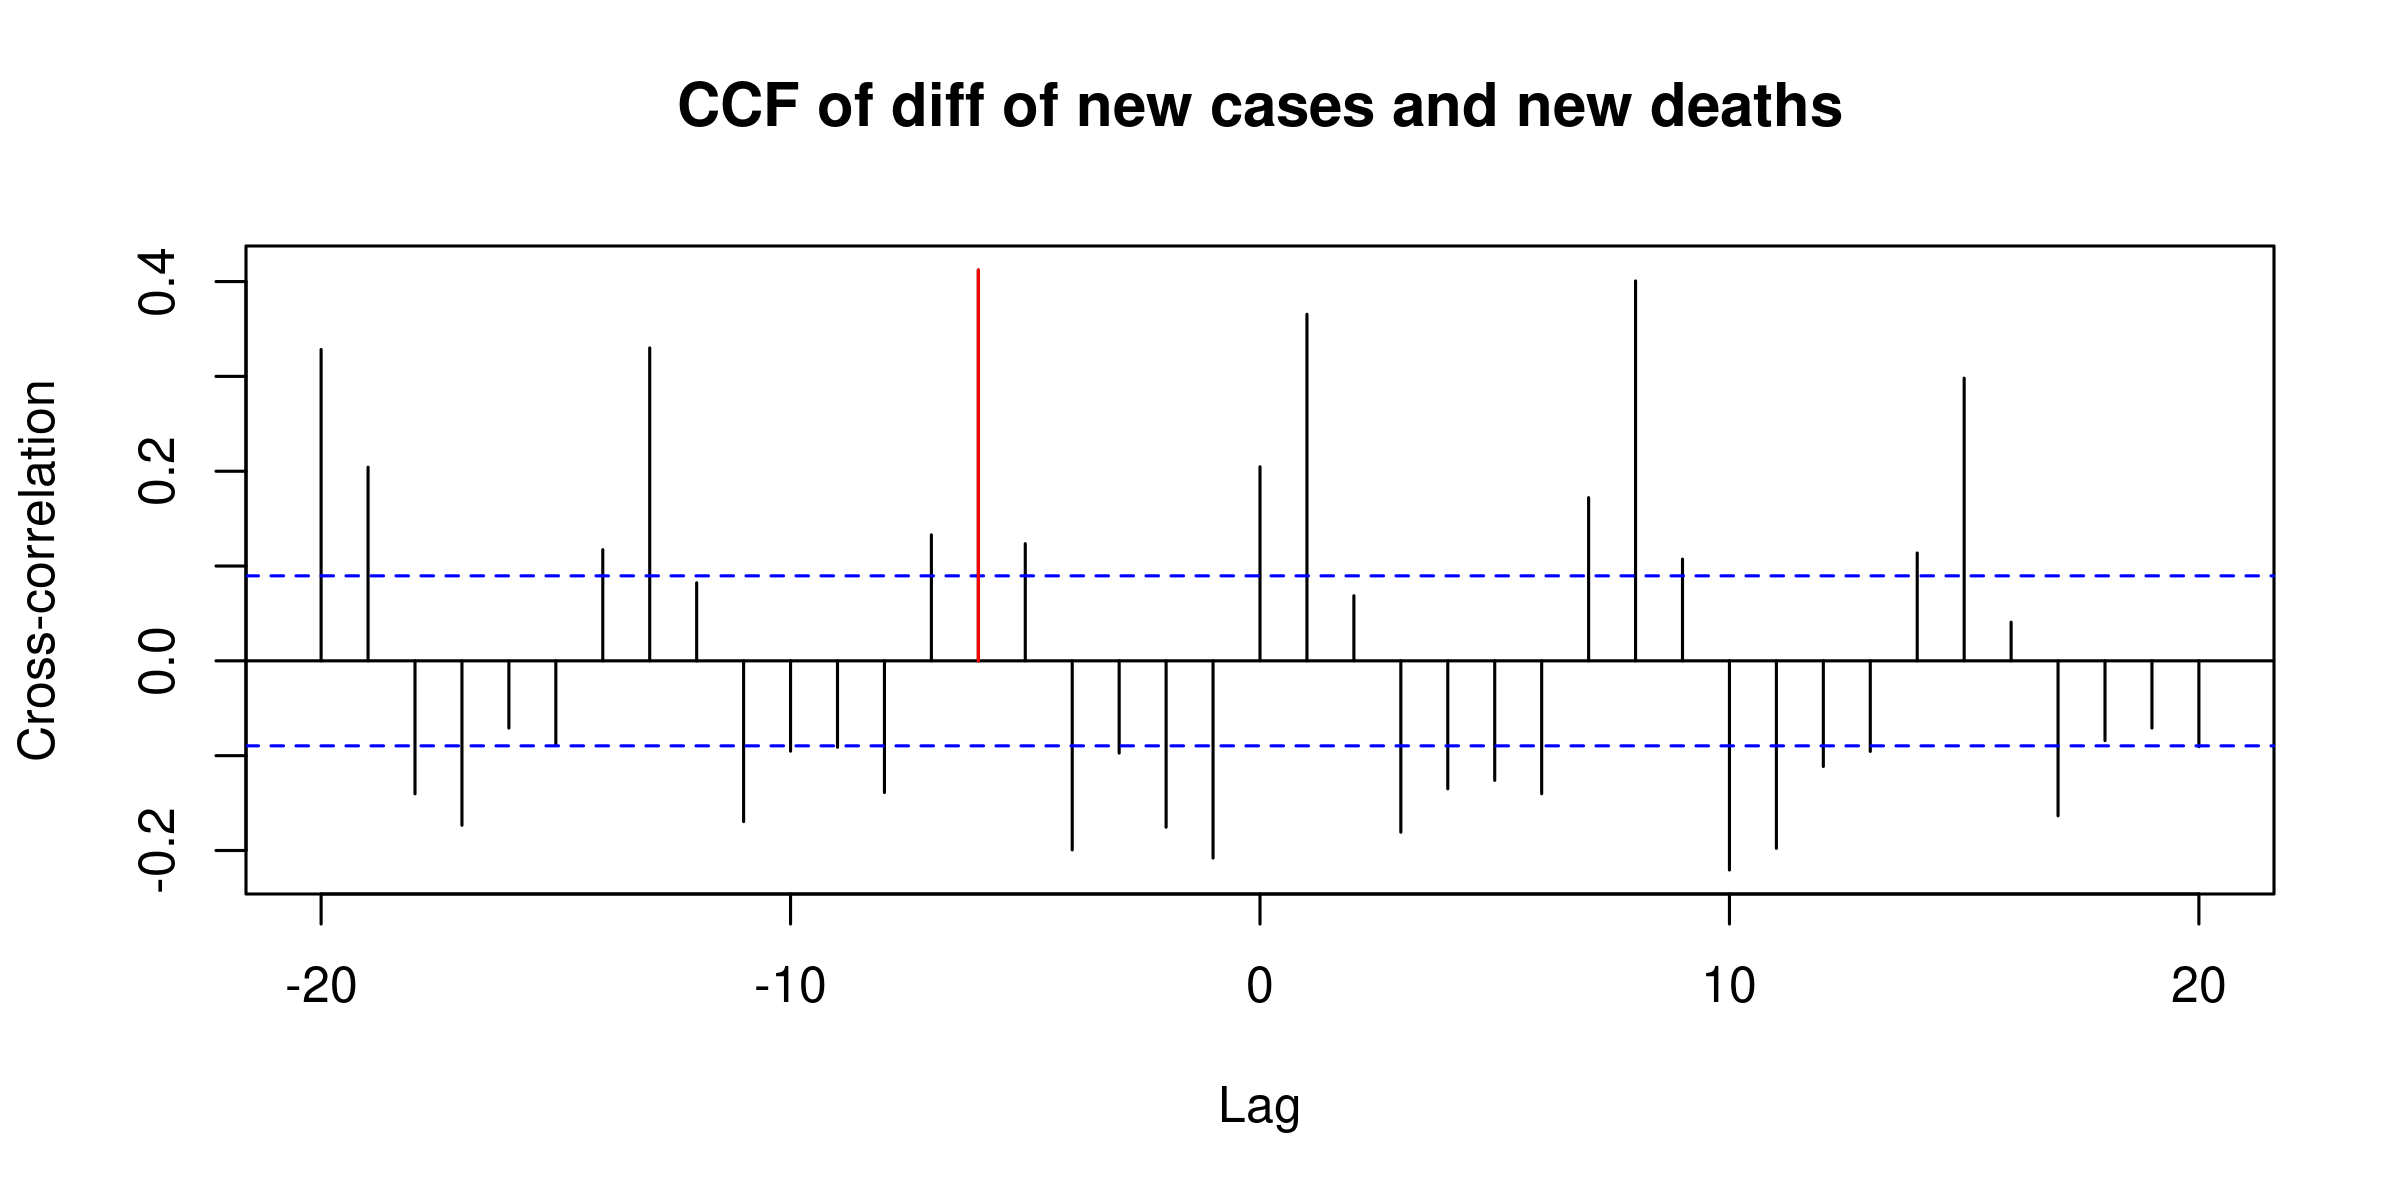 CCF of diff of new cases and new deaths
Cross-correlation
0.4
0.2
0.0
-0.2
-20 -10 0 10 20
Lag